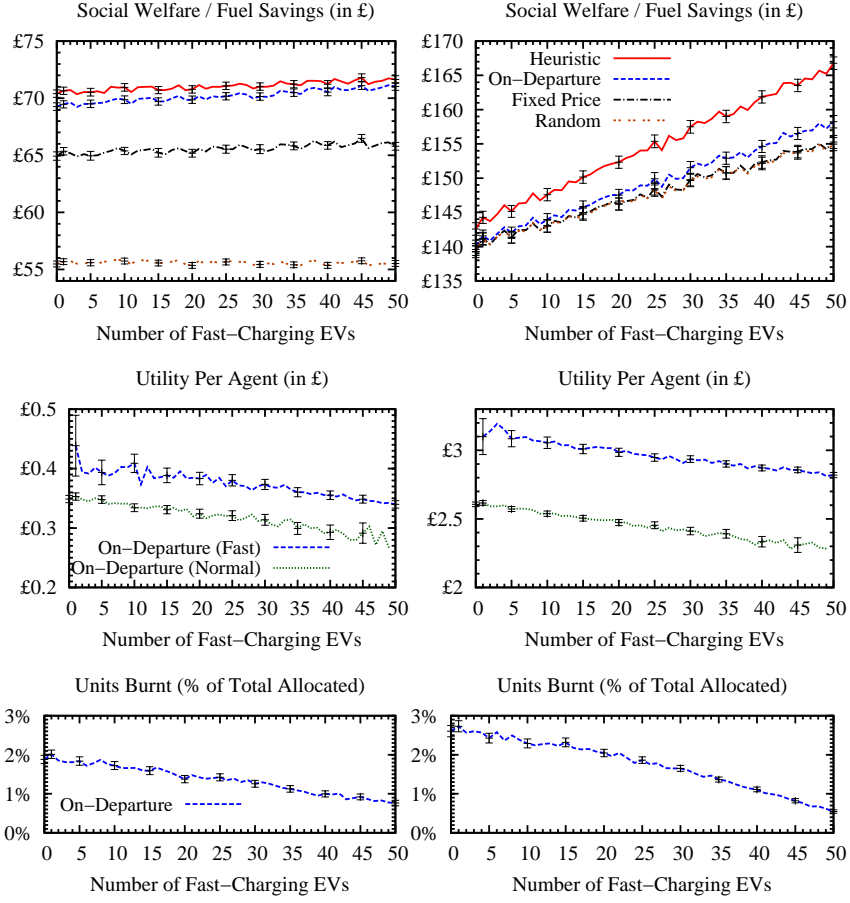 Social Welfare / Fuel Savings (in £)
£75
£70
£65
£60
£55
0 5 10 15 20 25 30 35 40 45 50
Number of Fast−Charging EVs
Social Welfare / Fuel Savings (in £)
£170
£165
£160
£155
£150
£145
£140
£135
Heuristic
On−Departure
Fixed Price
Random
0 5 10 15 20 25 30 35 40 45 50
Number of Fast−Charging EVs
Utility Per Agent (in £)
£0.5
£0.4
£0.3
£0.2
On−Departure (Fast)
On−Departure (Normal)
0 5 10 15 20 25 30 35 40 45 50
Number of Fast−Charging EVs
Utility Per Agent (in £)
£3
£2.5
£2
0 5 10 15 20 25 30 35 40 45 50
Number of Fast−Charging EVs
Units Burnt (% of Total Allocated)
3%
2%
1%
0%
On−Departure
0 5 10 15 20 25 30 35 40 45 50
Number of Fast−Charging EVs
Units Burnt (% of Total Allocated)
3%
2%
1%
0%
0 5 10 15 20 25 30 35 40 45 50
Number of Fast−Charging EVs